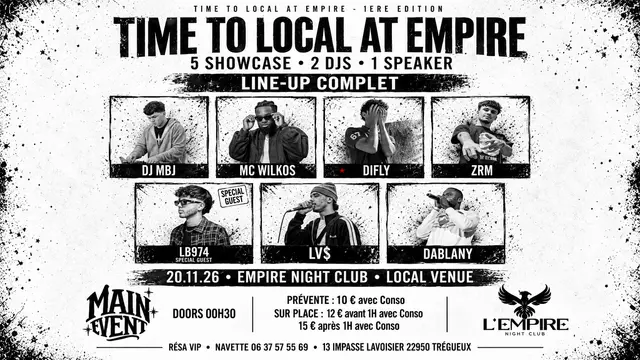 TIME TO LOCAL AT EMPIRE - 1ERE EDITION
TIME TO LOCAL AT EMPIRE
5 SHOWCASE • 2 DJS • 1 SPEAKER
LINE-UP COMPLET
DJ MBJ
MC WILKOS
67
DIFLY
ZRM
SPECIAL GUEST
LB974
SPECIAL GUEST
LV$
DABLANY
20.11.26 • EMPIRE NIGHT CLUB • LOCAL VENUE
MAIN EVENT
DOORS 00H30
PRÉVENTE : 10 € avec Conso
SUR PLACE : 12 € avant 1H avec Conso
15 € après 1H avec Conso
L'EMPIRE
NIGHT CLUB
RÉSA VIP • NAVETTE 06 37 57 55 69 • 13 IMPASSE LAVOISIER 22950 TRÉGUEUX